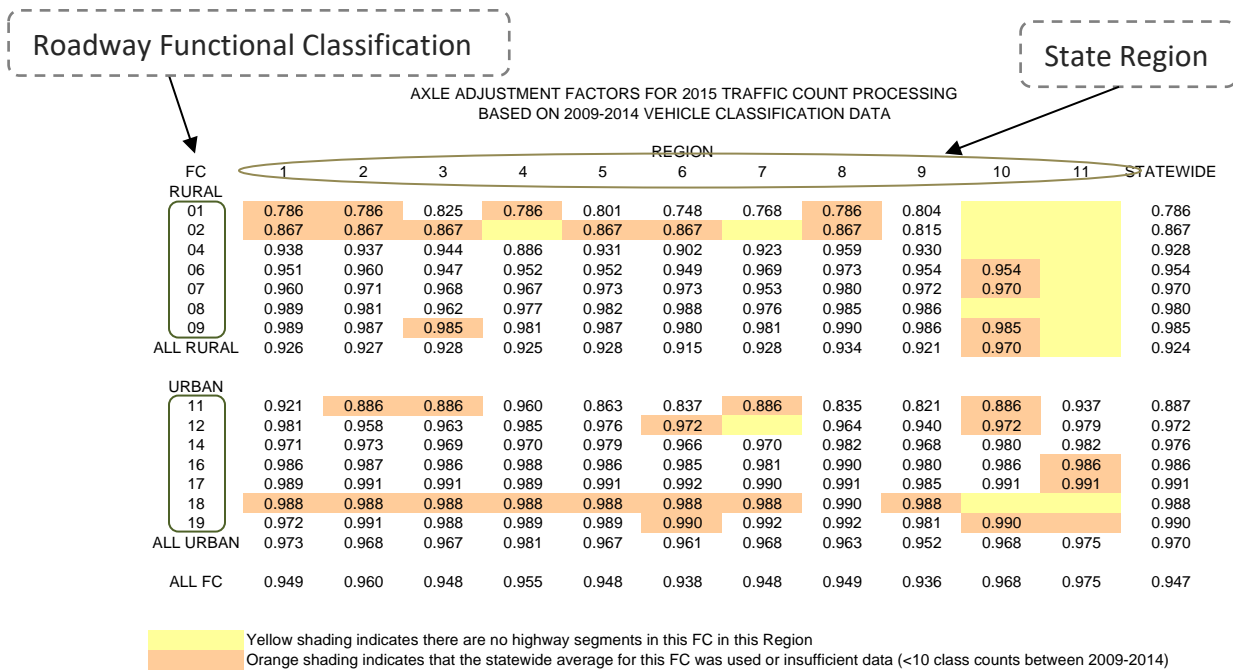 Roadway Functional Classification
State Region
AXLE ADJUSTMENT FACTORS FOR 2015 TRAFFIC COUNT PROCESSING
BASED ON 2009-2014 VEHICLE CLASSIFICATION DATA
REGION
FC 1 2 3 4 5 6 7 8 9 10 11 STATEWIDE
RURAL
01 0.786 0.786 0.825 0.786 0.801 0.748 0.768 0.786 0.804 0.786
02 0.867 0.867 0.867 0.867 0.867 0.867 0.815 0.867
04 0.938 0.937 0.944 0.886 0.931 0.902 0.923 0.959 0.930 0.928
06 0.951 0.960 0.947 0.952 0.952 0.949 0.969 0.973 0.954 0.954 0.954
07 0.960 0.971 0.968 0.967 0.973 0.973 0.953 0.980 0.972 0.970 0.970
08 0.989 0.981 0.962 0.977 0.982 0.988 0.976 0.985 0.986 0.980
09 0.989 0.987 0.985 0.981 0.987 0.980 0.981 0.990 0.986 0.985 0.985
ALL RURAL 0.926 0.927 0.928 0.925 0.928 0.915 0.928 0.934 0.921 0.970 0.924
URBAN
11 0.921 0.886 0.886 0.960 0.863 0.837 0.886 0.835 0.821 0.886 0.937 0.887
12 0.981 0.958 0.963 0.985 0.976 0.972 0.964 0.940 0.972 0.979 0.972
14 0.971 0.973 0.969 0.970 0.979 0.966 0.970 0.982 0.968 0.980 0.982 0.976
16 0.986 0.987 0.986 0.988 0.986 0.985 0.981 0.990 0.980 0.986 0.986 0.986
17 0.989 0.991 0.991 0.989 0.991 0.992 0.990 0.991 0.985 0.991 0.991 0.991
18 0.988 0.988 0.988 0.988 0.988 0.988 0.988 0.990 0.988 0.988
19 0.972 0.991 0.988 0.989 0.989 0.990 0.992 0.992 0.981 0.990 0.990
ALL URBAN 0.973 0.968 0.967 0.981 0.967 0.961 0.968 0.963 0.952 0.968 0.975 0.970
ALL FC 0.949 0.960 0.948 0.955 0.948 0.938 0.948 0.949 0.936 0.968 0.975 0.947
Yellow shading indicates there are no highway segments in this FC in this Region
Orange shading indicates that the statewide average for this FC was used or insufficient data (<10 class counts between 2009-2014)